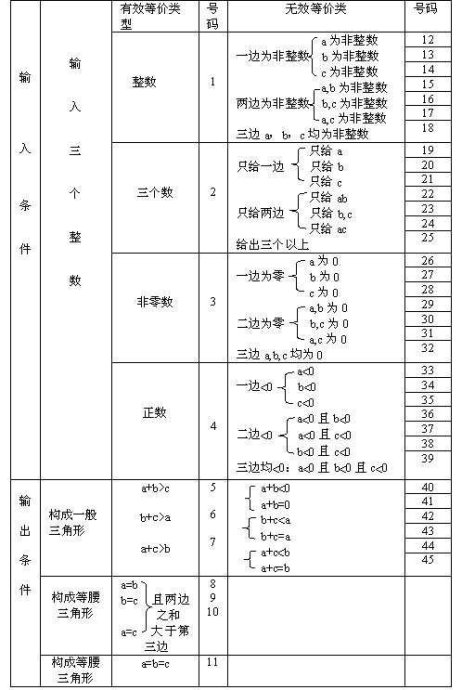 有效等价类型 号码 无效等价类 号码
输入条件
输入三个整数
整数 1
一边为非整数 a 为非整数 12
b 为非整数 13
c 为非整数 14
两边为非整数 a,b 为非整数 15
b,c 为非整数 16
a,c 为非整数 17
三边 a，b，c 均为非整数 18
三个数 2
只给一边 只给 a 19
只给 b 20
只给 c 21
只给两边 只给 ab 22
只给 b,c 23
只给 ac 24
给出三个以上 25
非零数 3
一边为零 a 为 0 26
b 为 0 27
c 为 0 28
二边为零 a,b 为 0 29
b,c 为 0 30
a,c 为 0 31
三边 a,b,c 均为 0 32
正数 4
一边<0 a<0 33
b<0 34
c<0 35
二边<0 a<0 且 b<0 36
a<0 且 c<0 37
b<0 且 c<0 38
三边均<0：a<0 且 b<0 且 c<0 39
输出条件
构成一般三角形
a+b>c 5 a+b<0 40
a+b=0 41
b+c>a 6 b+c<a 42
b+c=a 43
a+c>b 7 a+c<b 44
a+c=b 45
构成等腰三角形
a=b 8
b=c 9
a=c 10
且两边之和大于第三边
构成等腰三角形 a=b=c 11